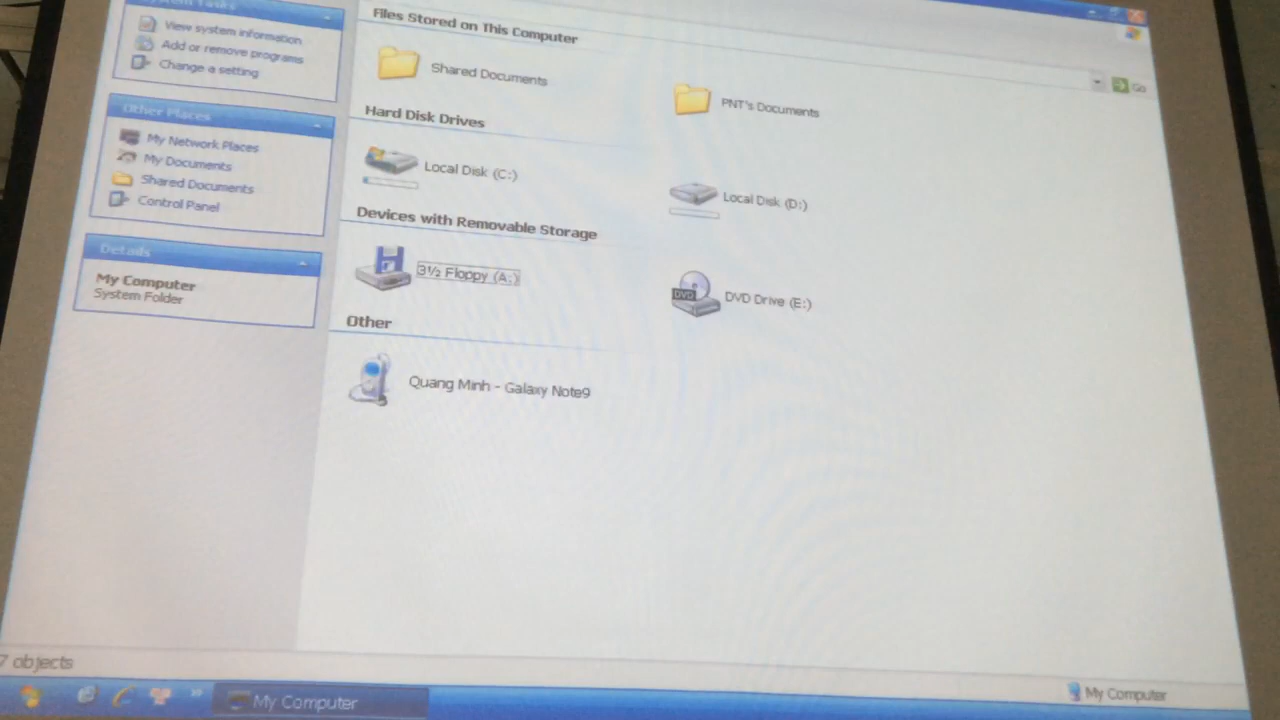 System Tasks
View system information
Add or remove programs
Change a setting
Other Places
My Network Places
My Documents
Shared Documents
Control Panel
Details
My Computer
System Folder
Files Stored on This Computer
Shared Documents
PNT's Documents
Hard Disk Drives
Local Disk (C:)
Local Disk (D:)
Devices with Removable Storage
3½ Floppy (A:)
DVD
DVD Drive (E:)
Other
Quang Minh - Galaxy Note9
Go
7 objects
My Computer
My Computer